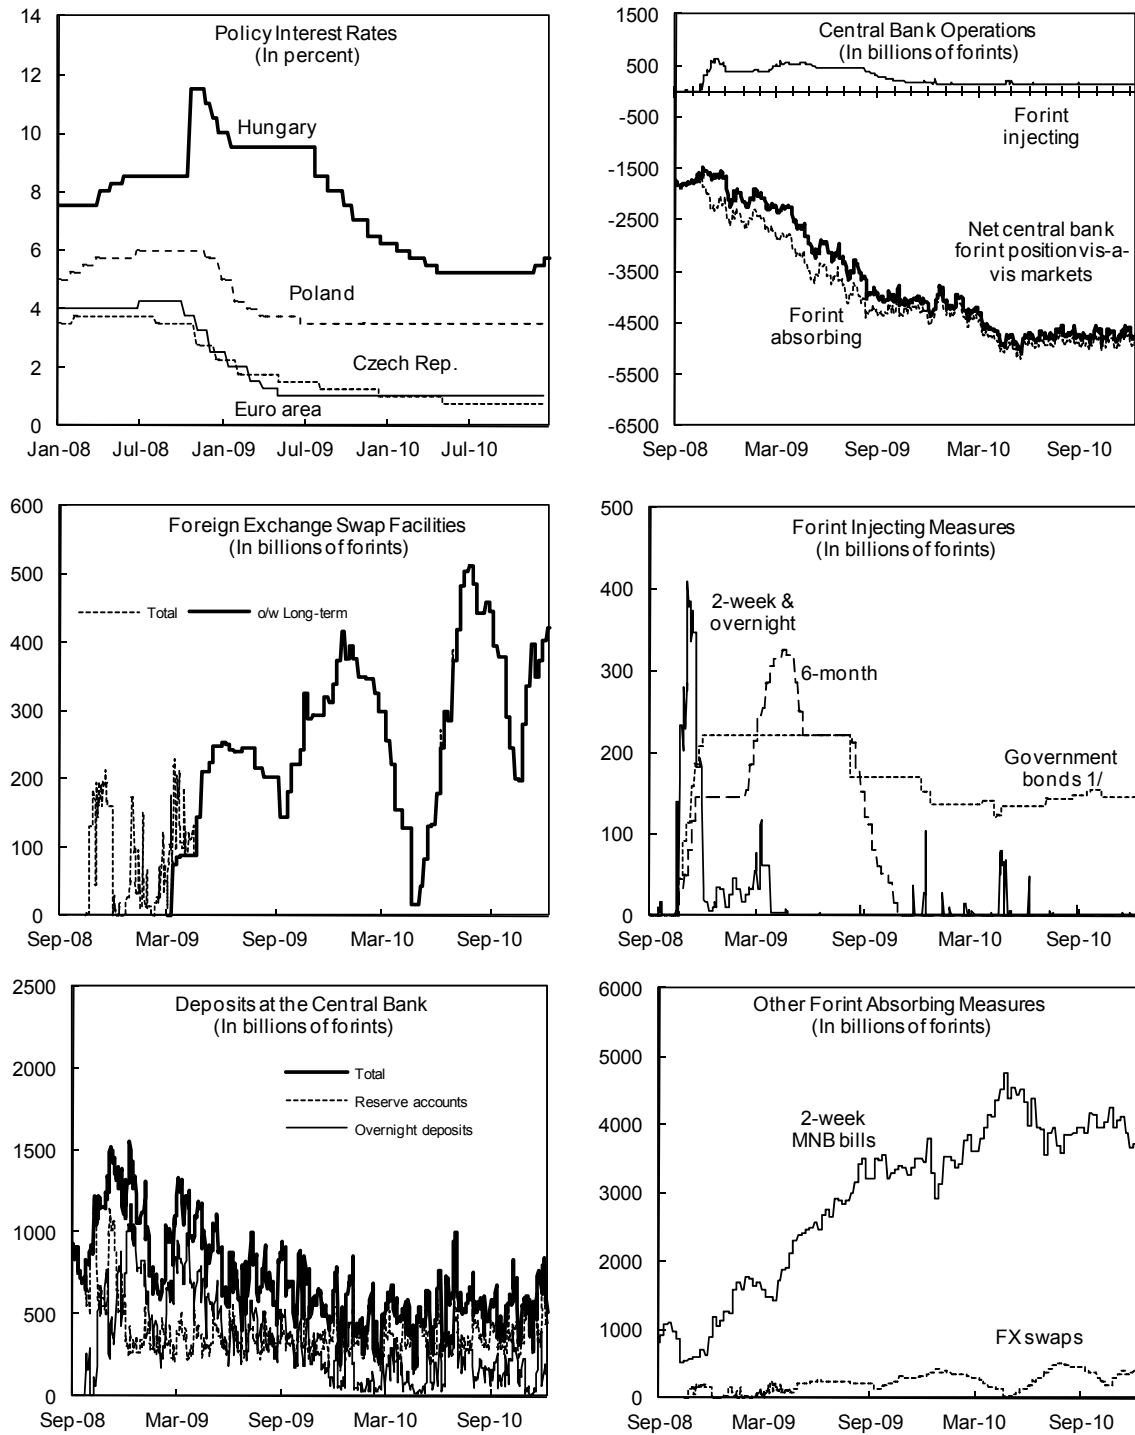 Policy Interest Rates
(In percent)
14
12
10
8
6
4
2
0
Hungary
Poland
Czech Rep.
Euro area
Jan-08 Jul-08 Jan-09 Jul-09 Jan-10 Jul-10
Central Bank Operations
(In billions of forints)
1500
500
-500
-1500
-2500
-3500
-4500
-5500
-6500
Forint
injecting
Net central bank
forint position vis-a-
vis markets
Forint
absorbing
Sep-08 Mar-09 Sep-09 Mar-10 Sep-10
Foreign Exchange Swap Facilities
(In billions of forints)
600
500
400
300
200
100
0
Total o/w Long-term
Sep-08 Mar-09 Sep-09 Mar-10 Sep-10
Forint Injecting Measures
(In billions of forints)
500
400
300
200
100
0
2-week &
overnight
6-month
Government
bonds 1/
Sep-08 Mar-09 Sep-09 Mar-10 Sep-10
Deposits at the Central Bank
(In billions of forints)
2500
2000
1500
1000
500
0
Total
Reserve accounts
Overnight deposits
Sep-08 Mar-09 Sep-09 Mar-10 Sep-10
Other Forint Absorbing Measures
(In billions of forints)
6000
5000
4000
3000
2000
1000
0
2-week
MNB bills
FX swaps
Sep-08 Mar-09 Sep-09 Mar-10 Sep-10